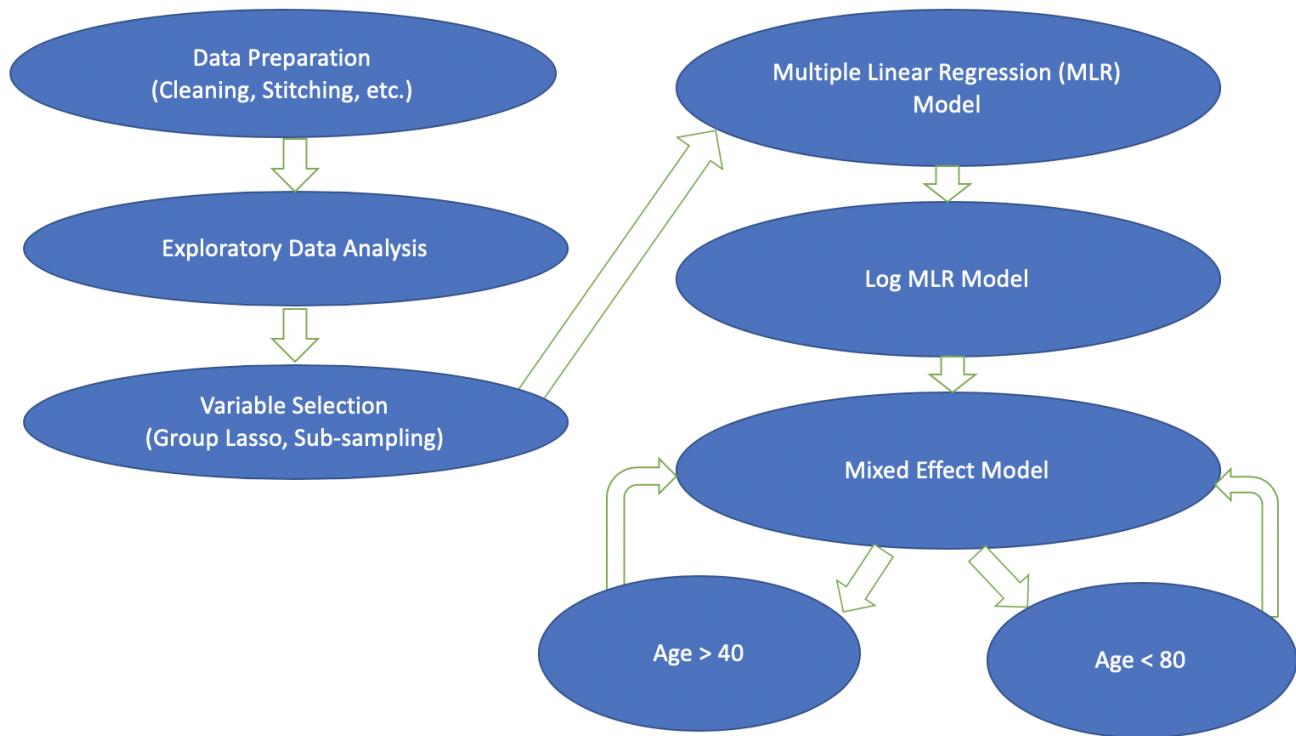 Data Preparation
(Cleaning, Stitching, etc.)
Exploratory Data Analysis
Variable Selection
(Group Lasso, Sub-sampling)
Multiple Linear Regression (MLR)
Model
Log MLR Model
Mixed Effect Model
Age > 40
Age < 80